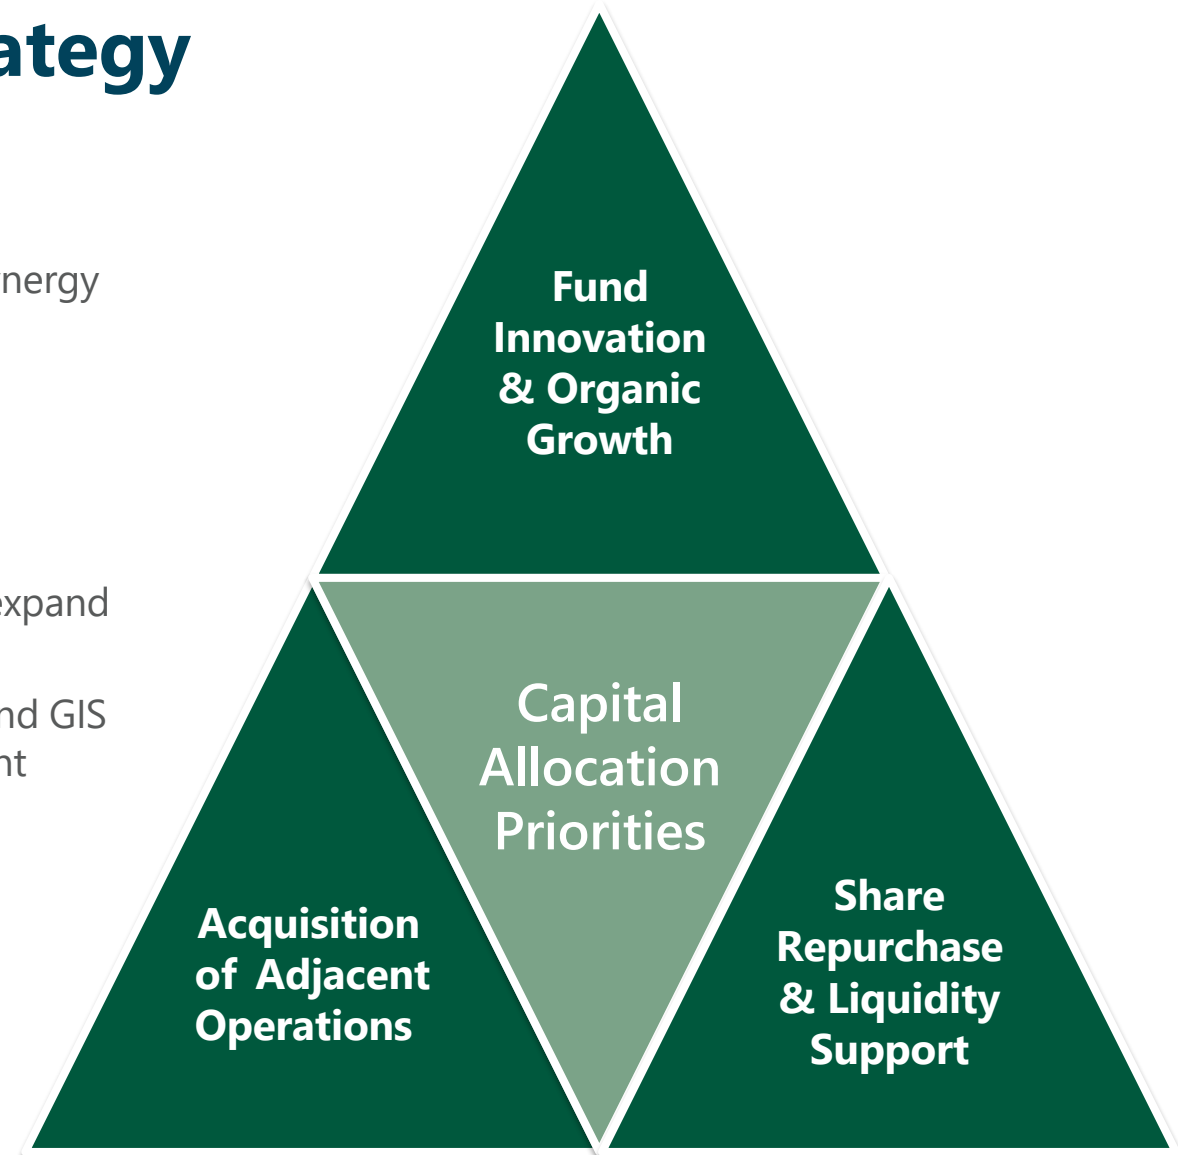 ategy
nergy
expand
nd GIS
nt
Fund
Innovation
& Organic
Growth
Capital
Allocation
Priorities
Acquisition
of Adjacent
Operations
Share
Repurchase
& Liquidity
Support